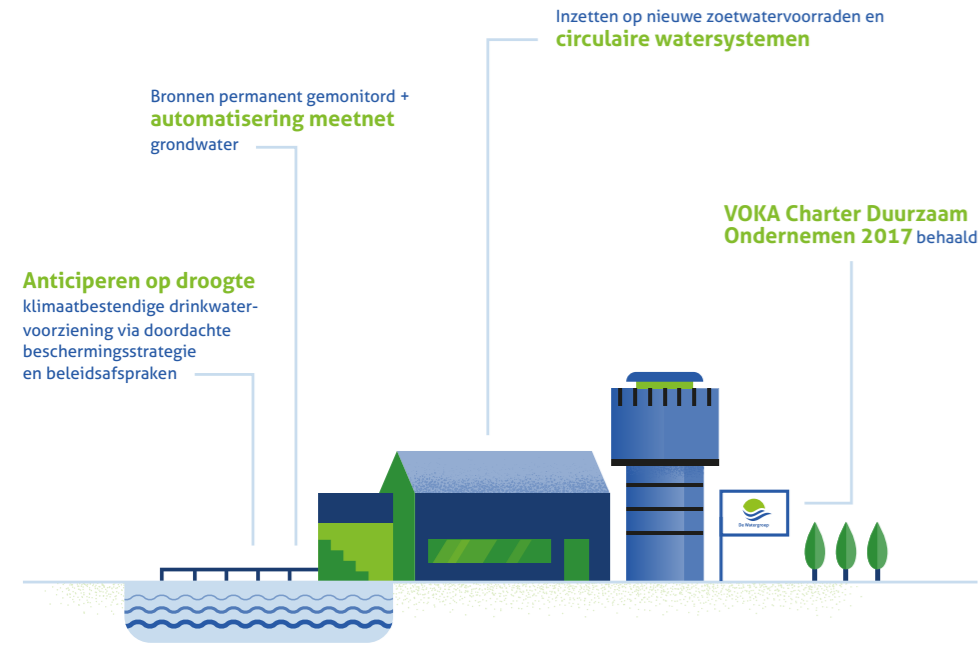 Inzetten op nieuwe zoetwatervoorraden en
circulaire watersystemen
Bronnen permanent gemonitord +
automatisering meetnet
grondwater
VOKA Charter Duurzaam
Ondernemen 2017 behaald
Anticiperen op droogte
klimaatbestendige drinkwater-
voorziening via doordachte
beschermingsstrategie
en beleidsafspraken
De Watergroep